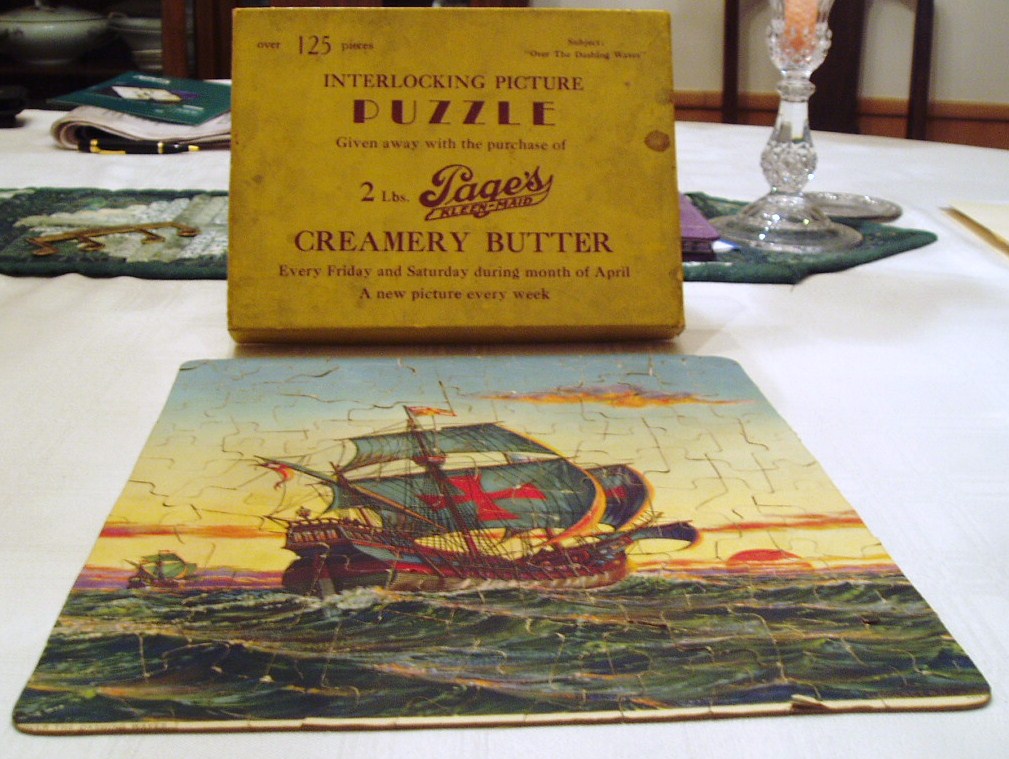 over 125 pieces
Subject:
"Over The Dashing Waves"
INTERLOCKING PICTURE
PUZZLE
Given away with the purchase of
2 Lbs. Page's
KLEEN-MAID
CREAMERY BUTTER
Every Friday and Saturday during month of April
A new picture every week